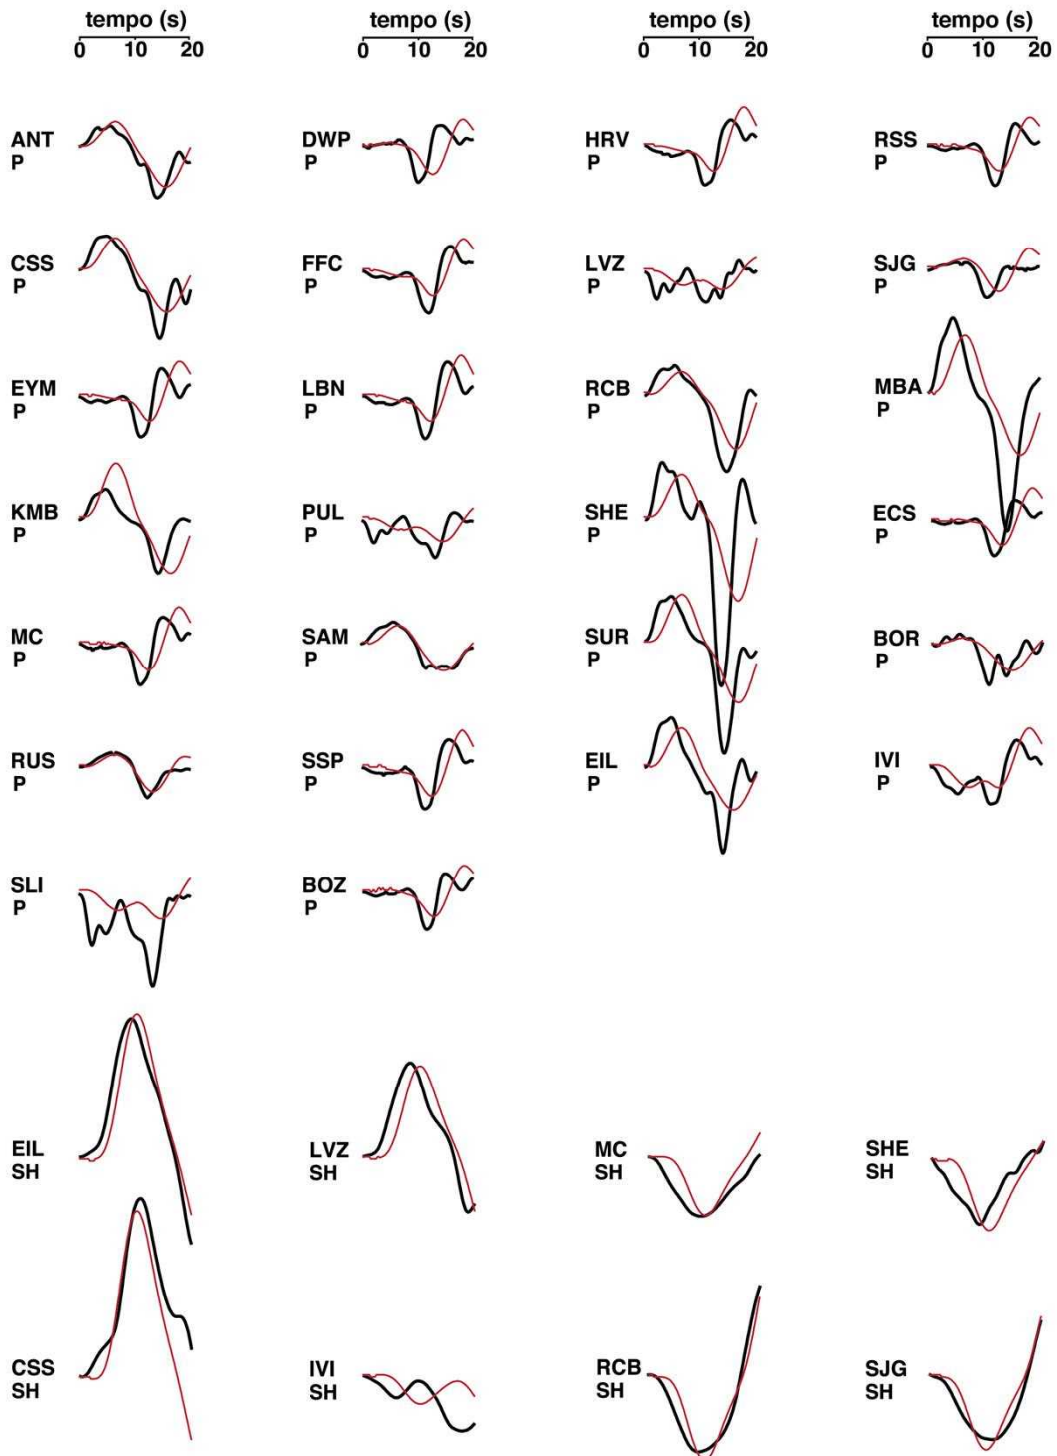 tempo (s) tempo (s) tempo (s) tempo (s)
0 10 20 0 10 20 0 10 20 0 10 20
ANT DWP HRV RSS
P P P P
CSS FFC LVZ SJG
P P P P
EYM LBN RCB MBA
P P P P
KMB PUL SHE ECS
P P P P
MC SAM SUR BOR
P P P P
RUS SSP EIL IVI
P P P P
SLI BOZ
P P
EIL LVZ MC SHE
SH SH SH SH
CSS IVI RCB SJG
SH SH SH SH